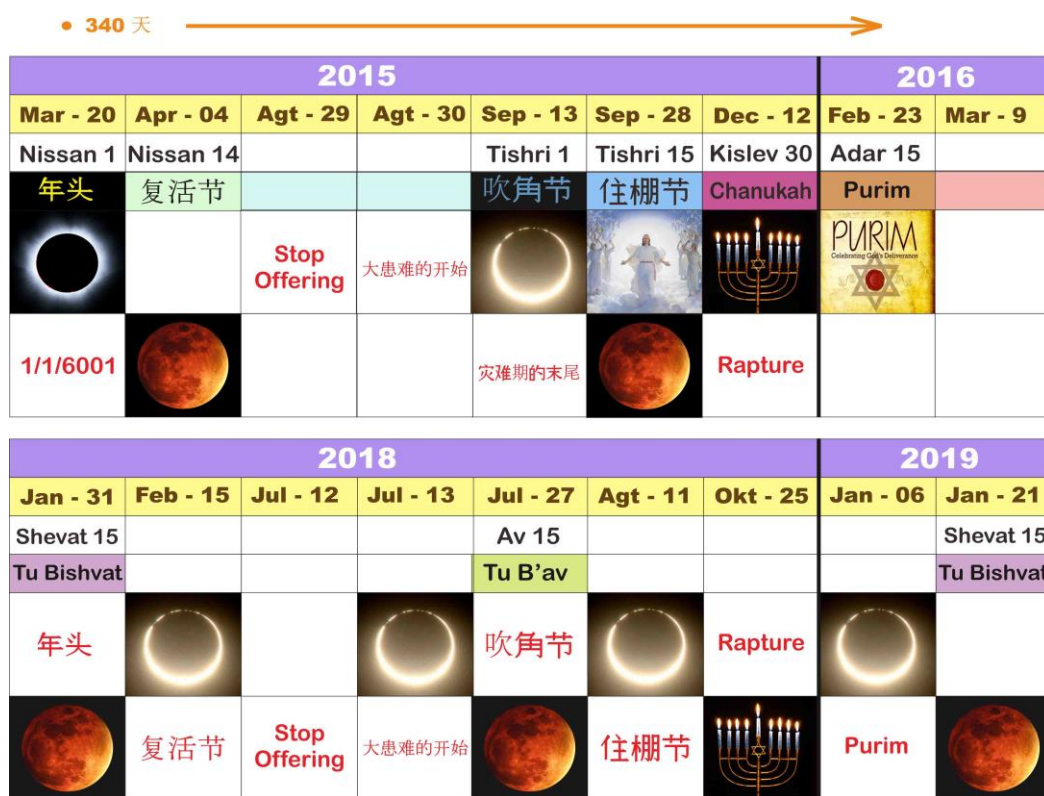 • 340 天
2015 2016
Mar - 20 Apr - 04 Agt - 29 Agt - 30 Sep - 13 Sep - 28 Dec - 12 Feb - 23 Mar - 9
Nissan 1 Nissan 14 Tishri 1 Tishri 15 Kislev 30 Adar 15
年头 复活节 吹角节 住棚节 Chanukah Purim
Stop Offering 大患难的开始 PURIM
Celebrating God's Deliverance
1/1/6001 灾难期的末尾 Rapture
2018 2019
Jan - 31 Feb - 15 Jul - 12 Jul - 13 Jul - 27 Agt - 11 Okt - 25 Jan - 06 Jan - 21
Shevat 15 Av 15 Shevat 15
Tu Bishvat Tu B'av Tu Bishvat
年头 吹角节 Rapture
复活节 Stop Offering 大患难的开始 住棚节 Purim